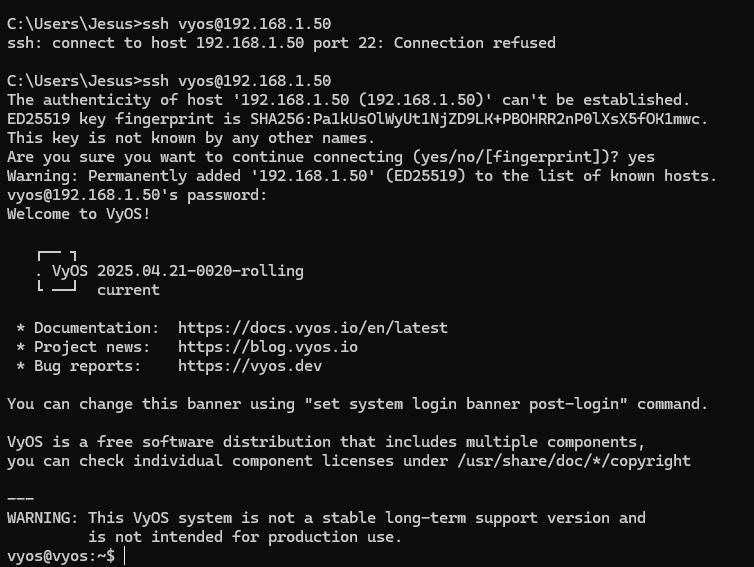 C:\Users\Jesus>ssh vyos@192.168.1.50
ssh: connect to host 192.168.1.50 port 22: Connection refused
C:\Users\Jesus>ssh vyos@192.168.1.50
The authenticity of host '192.168.1.50 (192.168.1.50)' can't be established.
ED25519 key fingerprint is SHA256:Pa1kUsOlWyUt1NjZD9LK+PBOHRR2nP0lXsX5fOK1mwc.
This key is not known by any other names.
Are you sure you want to continue connecting (yes/no/[fingerprint])? yes
Warning: Permanently added '192.168.1.50' (ED25519) to the list of known hosts.
vyos@192.168.1.50's password:
Welcome to VyOS!
. VyOS 2025.04.21-0020-rolling
current
* Documentation:  https://docs.vyos.io/en/latest
* Project news:   https://blog.vyos.io
* Bug reports:    https://vyos.dev
You can change this banner using "set system login banner post-login" command.
VyOS is a free software distribution that includes multiple components,
you can check individual component licenses under /usr/share/doc/*/copyright
---
WARNING: This VyOS system is not a stable long-term support version and
is not intended for production use.
vyos@vyos:~$